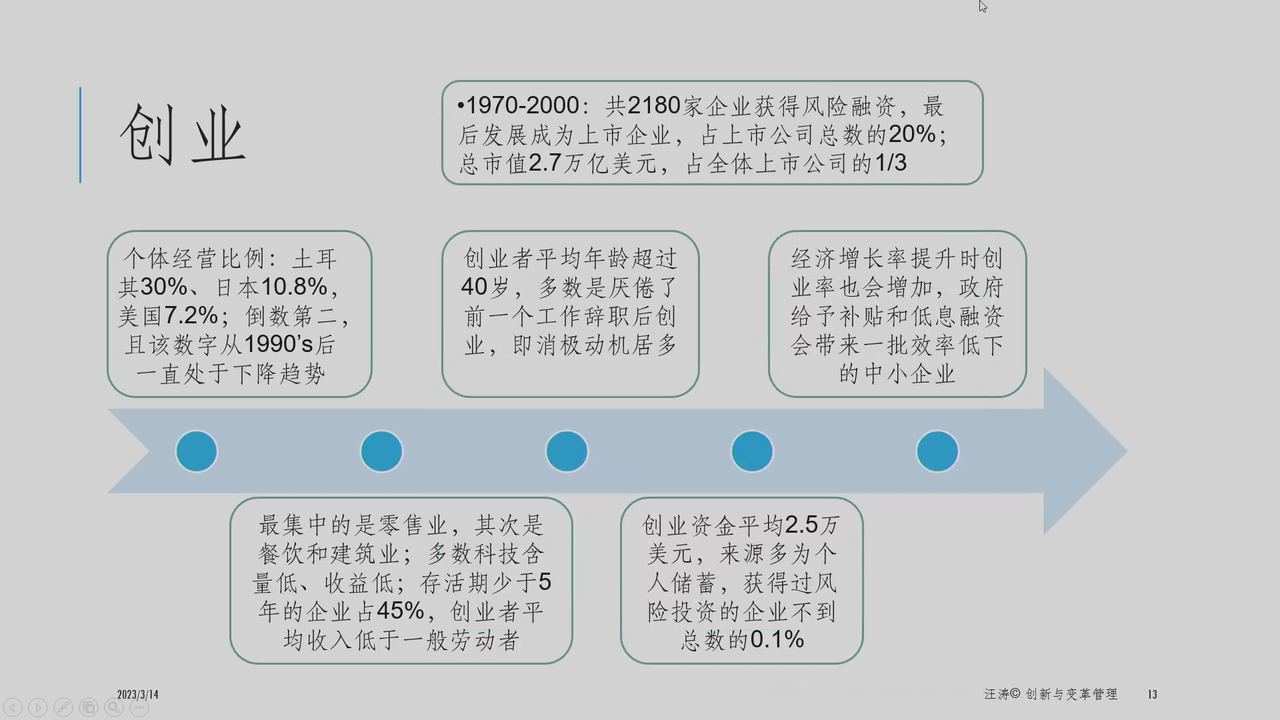 创业
•1970-2000：共2180家企业获得风险融资，最
后发展成为上市企业，占上市公司总数的20%；
总市值2.7万亿美元，占全体上市公司的1/3
个体经营比例：土耳
其30%、日本10.8%，
美国7.2%；倒数第二，
且该数字从1990’s后
一直处于下降趋势
创业者平均年龄超过
40岁，多数是厌倦了
前一个工作辞职后创
业，即消极动机居多
经济增长率提升时创
业率也会增加，政府
给予补贴和低息融资
会带来一批效率低下
的中小企业
最集中的是零售业，其次是
餐饮和建筑业；多数科技含
量低、收益低；存活期少于5
年的企业占45%，创业者平
均收入低于一般劳动者
创业资金平均2.5万
美元，来源多为个
人储蓄，获得过风
险投资的企业不到
总数的0.1%
2023/3/14
汪涛© 创新与变革管理
13